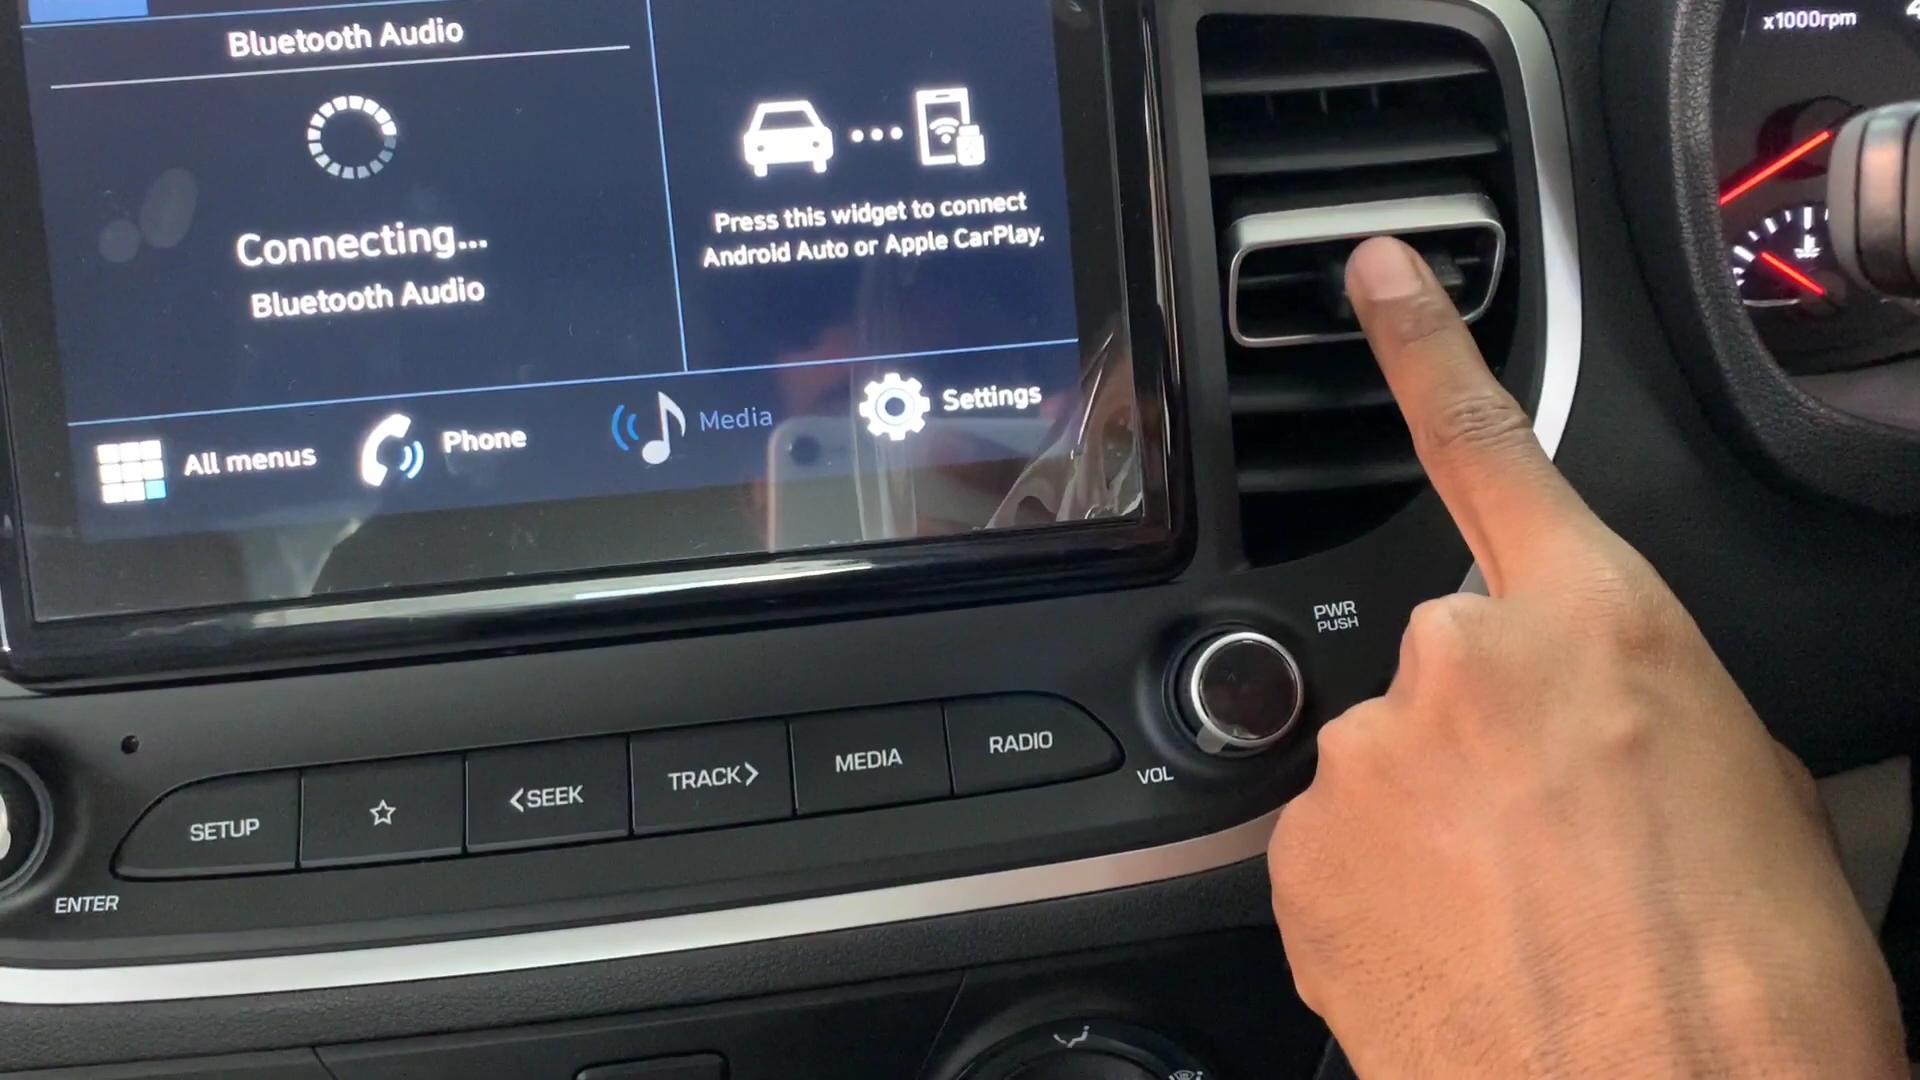 Bluetooth Audio
Connecting...
Bluetooth Audio
Press this widget to connect
Android Auto or Apple CarPlay.
All menus
Phone
Media
Settings
x1000rpm
PWR
PUSH
VOL
SETUP
<SEEK
TRACK>
MEDIA
RADIO
ENTER